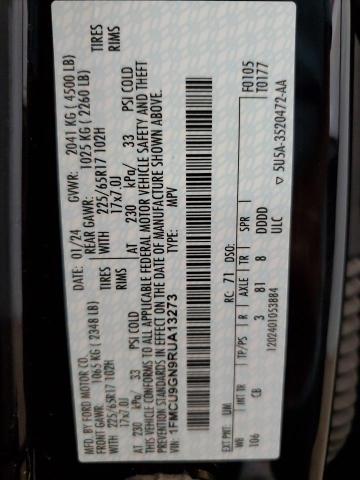 MFD. BY FORD MOTOR CO.
DATE: 01/24 GVWR: 2041 KG ( 4500 LB)
FRONT GAWR: 1065 KG ( 2348 LB) REAR GAWR: 1025 KG ( 2260 LB)
WITH 225/65R17 102H TIRES WITH 225/65R17 102H TIRES
17x7.0J RIMS 17x7.0J RIMS
AT 230 kPa/ 33 PSI COLD AT 230 kPa/ 33 PSI COLD
THIS VEHICLE CONFORMS TO ALL APPLICABLE FEDERAL MOTOR VEHICLE SAFETY AND THEFT
PREVENTION STANDARDS IN EFFECT ON THE DATE OF MANUFACTURE SHOWN ABOVE.
VIN: 1FMCU9GN9RUA13273
TYPE: MPV
F0105
T0177
EXT PNT: UM RC: 71 DSO:
WB INT TR TP/PS R AXLE TR SPR
106 CB 3 81 8 DDDD
1202401053884 ULC
5U5A-3520472-AA